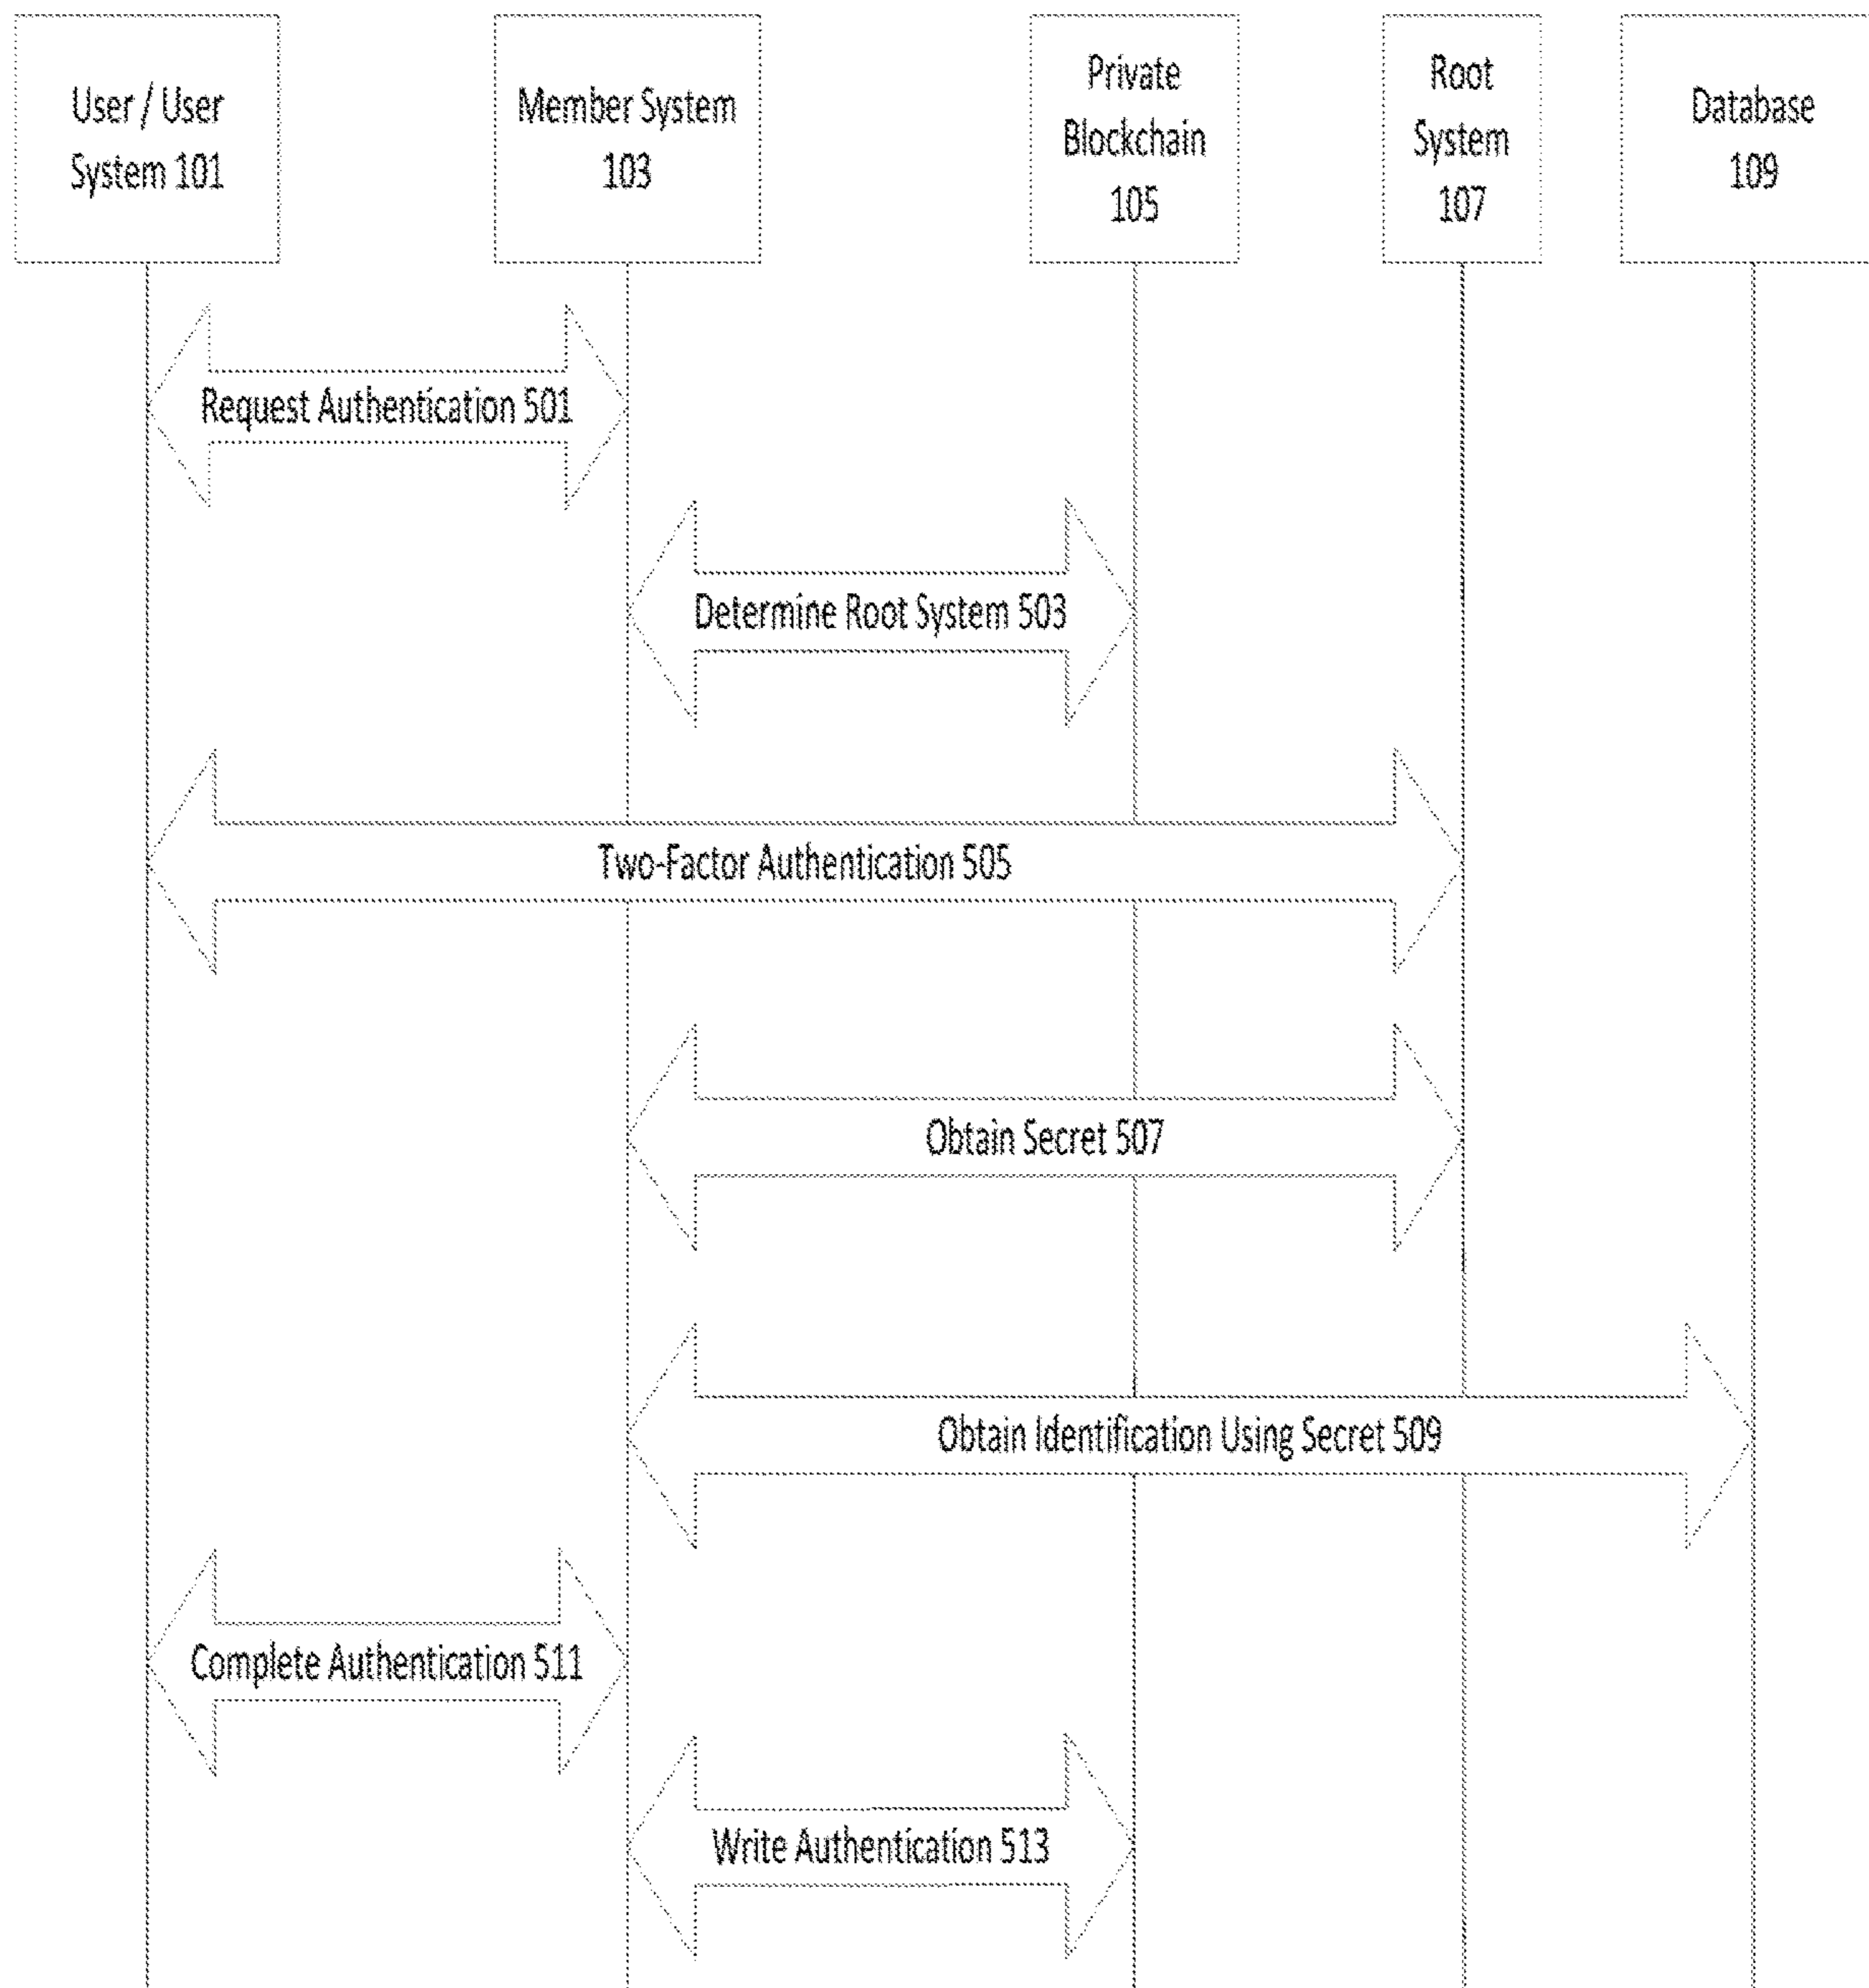 User / User
System 101
Member System
103
Private
Blockchain
105
Root
System
107
Database
109
Request Authentication 501
Determine Root System 503
Two-Factor Authentication 505
Obtain Secret 507
Obtain Identification Using Secret 509
Complete Authentication 511
Write Authentication 513